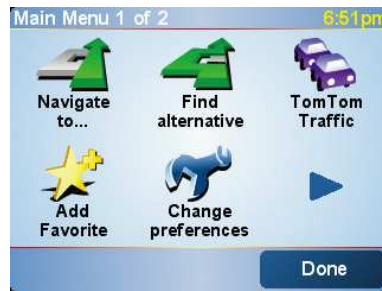 Main Menu 1 of 2
6:51pm
Navigate to...
Find alternative
TomTom Traffic
Add Favorite
Change preferences
Done